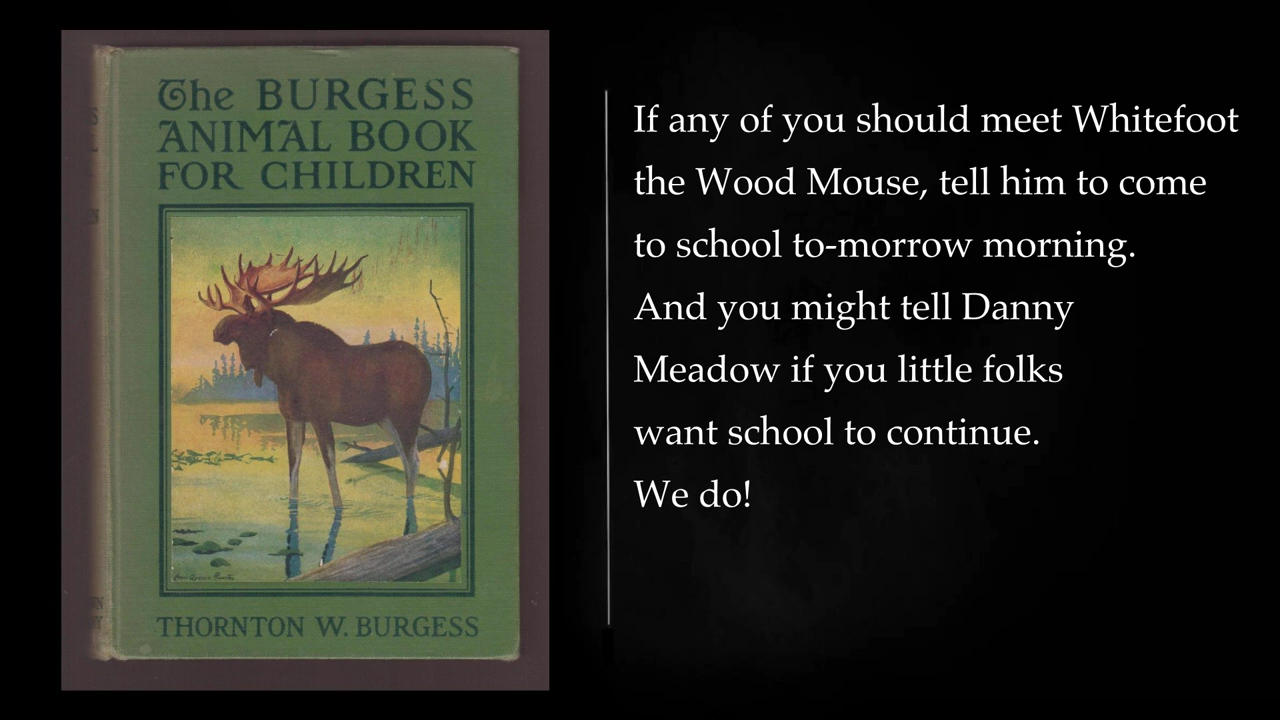 The BURGESS
ANIMAL BOOK
FOR CHILDREN
THORNTON W. BURGESS
If any of you should meet Whitefoot
the Wood Mouse, tell him to come
to school to-morrow morning.
And you might tell Danny
Meadow if you little folks
want school to continue.
We do!